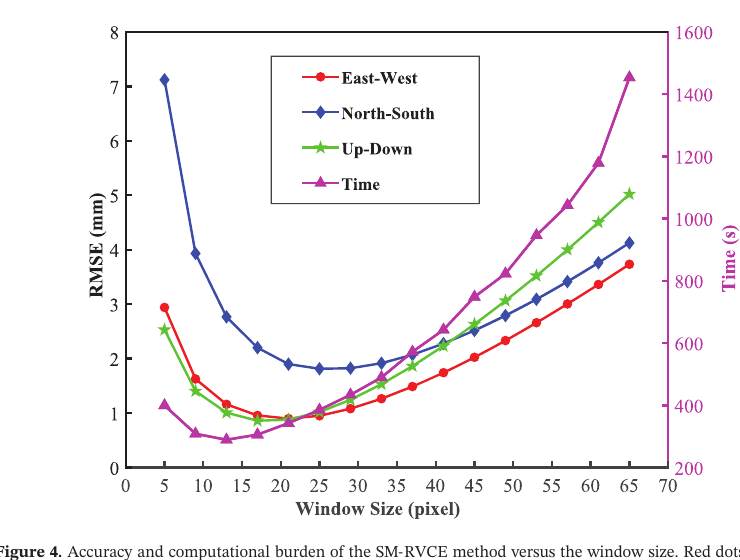 8
7
6
5
4
3
2
1
0
RMSE (mm)
1600
1400
1200
1000
800
600
400
200
Time (s)
East-West
North-South
Up-Down
Time
0 5 10 15 20 25 30 35 40 45 50 55 60 65 70
Window Size (pixel)
Figure 4. Accuracy and computational burden of the SM-RVCE method versus the window size. Red dots